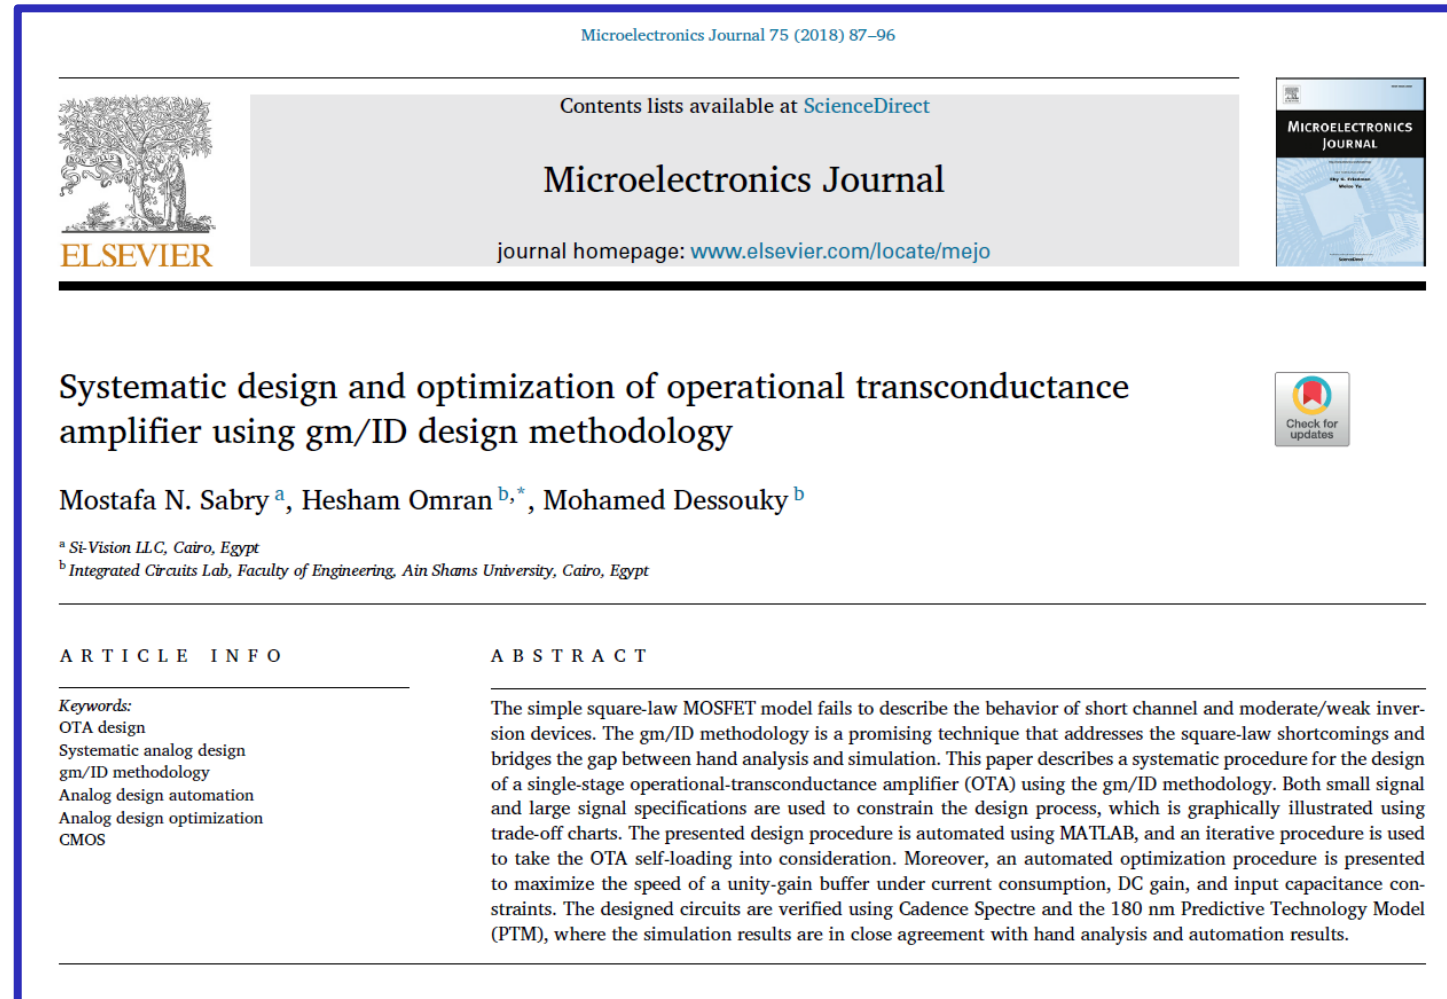 Microelectronics Journal 75 (2018) 87–96
Contents lists available at ScienceDirect
Microelectronics Journal
journal homepage: www.elsevier.com/locate/mejo
ELSEVIER
MICROELECTRONICS
JOURNAL
Systematic design and optimization of operational transconductance
amplifier using gm/ID design methodology
Check for
updates
Mostafa N. Sabry a, Hesham Omran b,*, Mohamed Dessouky b
a Si-Vision LLC, Cairo, Egypt
b Integrated Circuits Lab, Faculty of Engineering, Ain Shams University, Cairo, Egypt
ARTICLE INFO
Keywords:
OTA design
Systematic analog design
gm/ID methodology
Analog design automation
Analog design optimization
CMOS
ABSTRACT
The simple square-law MOSFET model fails to describe the behavior of short channel and moderate/weak inver-
sion devices. The gm/ID methodology is a promising technique that addresses the square-law shortcomings and
bridges the gap between hand analysis and simulation. This paper describes a systematic procedure for the design
of a single-stage operational-transconductance amplifier (OTA) using the gm/ID methodology. Both small signal
and large signal specifications are used to constrain the design process, which is graphically illustrated using
trade-off charts. The presented design procedure is automated using MATLAB, and an iterative procedure is used
to take the OTA self-loading into consideration. Moreover, an automated optimization procedure is presented
to maximize the speed of a unity-gain buffer under current consumption, DC gain, and input capacitance con-
straints. The designed circuits are verified using Cadence Spectre and the 180 nm Predictive Technology Model
(PTM), where the simulation results are in close agreement with hand analysis and automation results.